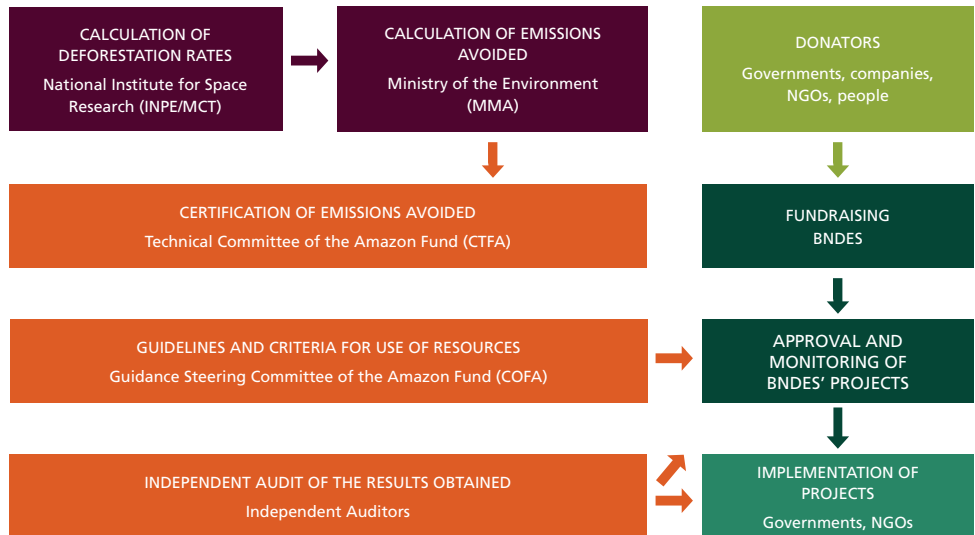 CALCULATION OF
DEFORESTATION RATES
National Institute for Space
Research (INPE/MCT)
CALCULATION OF EMISSIONS
AVOIDED
Ministry of the Environment
(MMA)
DONATORS
Governments, companies,
NGOs, people
CERTIFICATION OF EMISSIONS AVOIDED
Technical Committee of the Amazon Fund (CTFA)
FUNDRAISING
BNDES
GUIDELINES AND CRITERIA FOR USE OF RESOURCES
Guidance Steering Committee of the Amazon Fund (COFA)
APPROVAL AND
MONITORING OF
BNDES’ PROJECTS
INDEPENDENT AUDIT OF THE RESULTS OBTAINED
Independent Auditors
IMPLEMENTATION OF
PROJECTS
Governments, NGOs